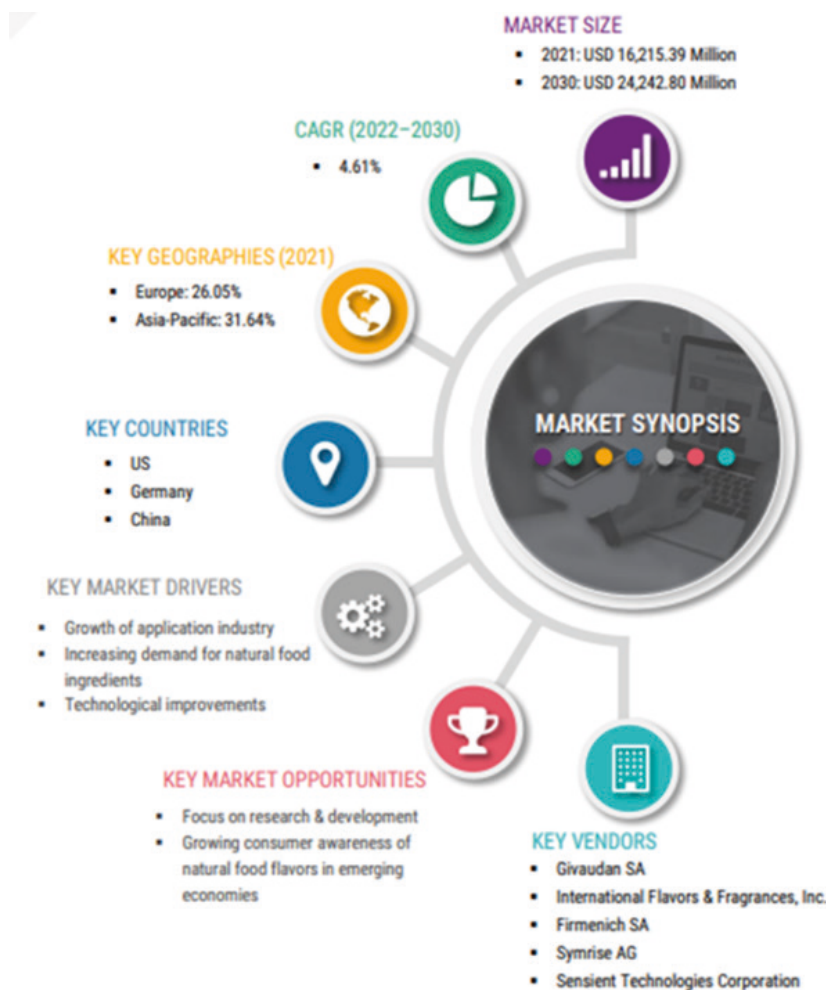 MARKET SIZE
▪ 2021: USD 16,215.39 Million
▪ 2030: USD 24,242.80 Million
CAGR (2022–2030)
▪ 4.61%
KEY GEOGRAPHIES (2021)
▪ Europe: 26.05%
▪ Asia-Pacific: 31.64%
MARKET SYNOPSIS
KEY COUNTRIES
▪ US
▪ Germany
▪ China
KEY MARKET DRIVERS
▪ Growth of application industry
▪ Increasing demand for natural food
ingredients
▪ Technological improvements
KEY MARKET OPPORTUNITIES
▪ Focus on research & development
▪ Growing consumer awareness of
natural food flavors in emerging
economies
KEY VENDORS
▪ Givaudan SA
▪ International Flavors & Fragrances, Inc.
▪ Firmenich SA
▪ Symrise AG
▪ Sensient Technologies Corporation